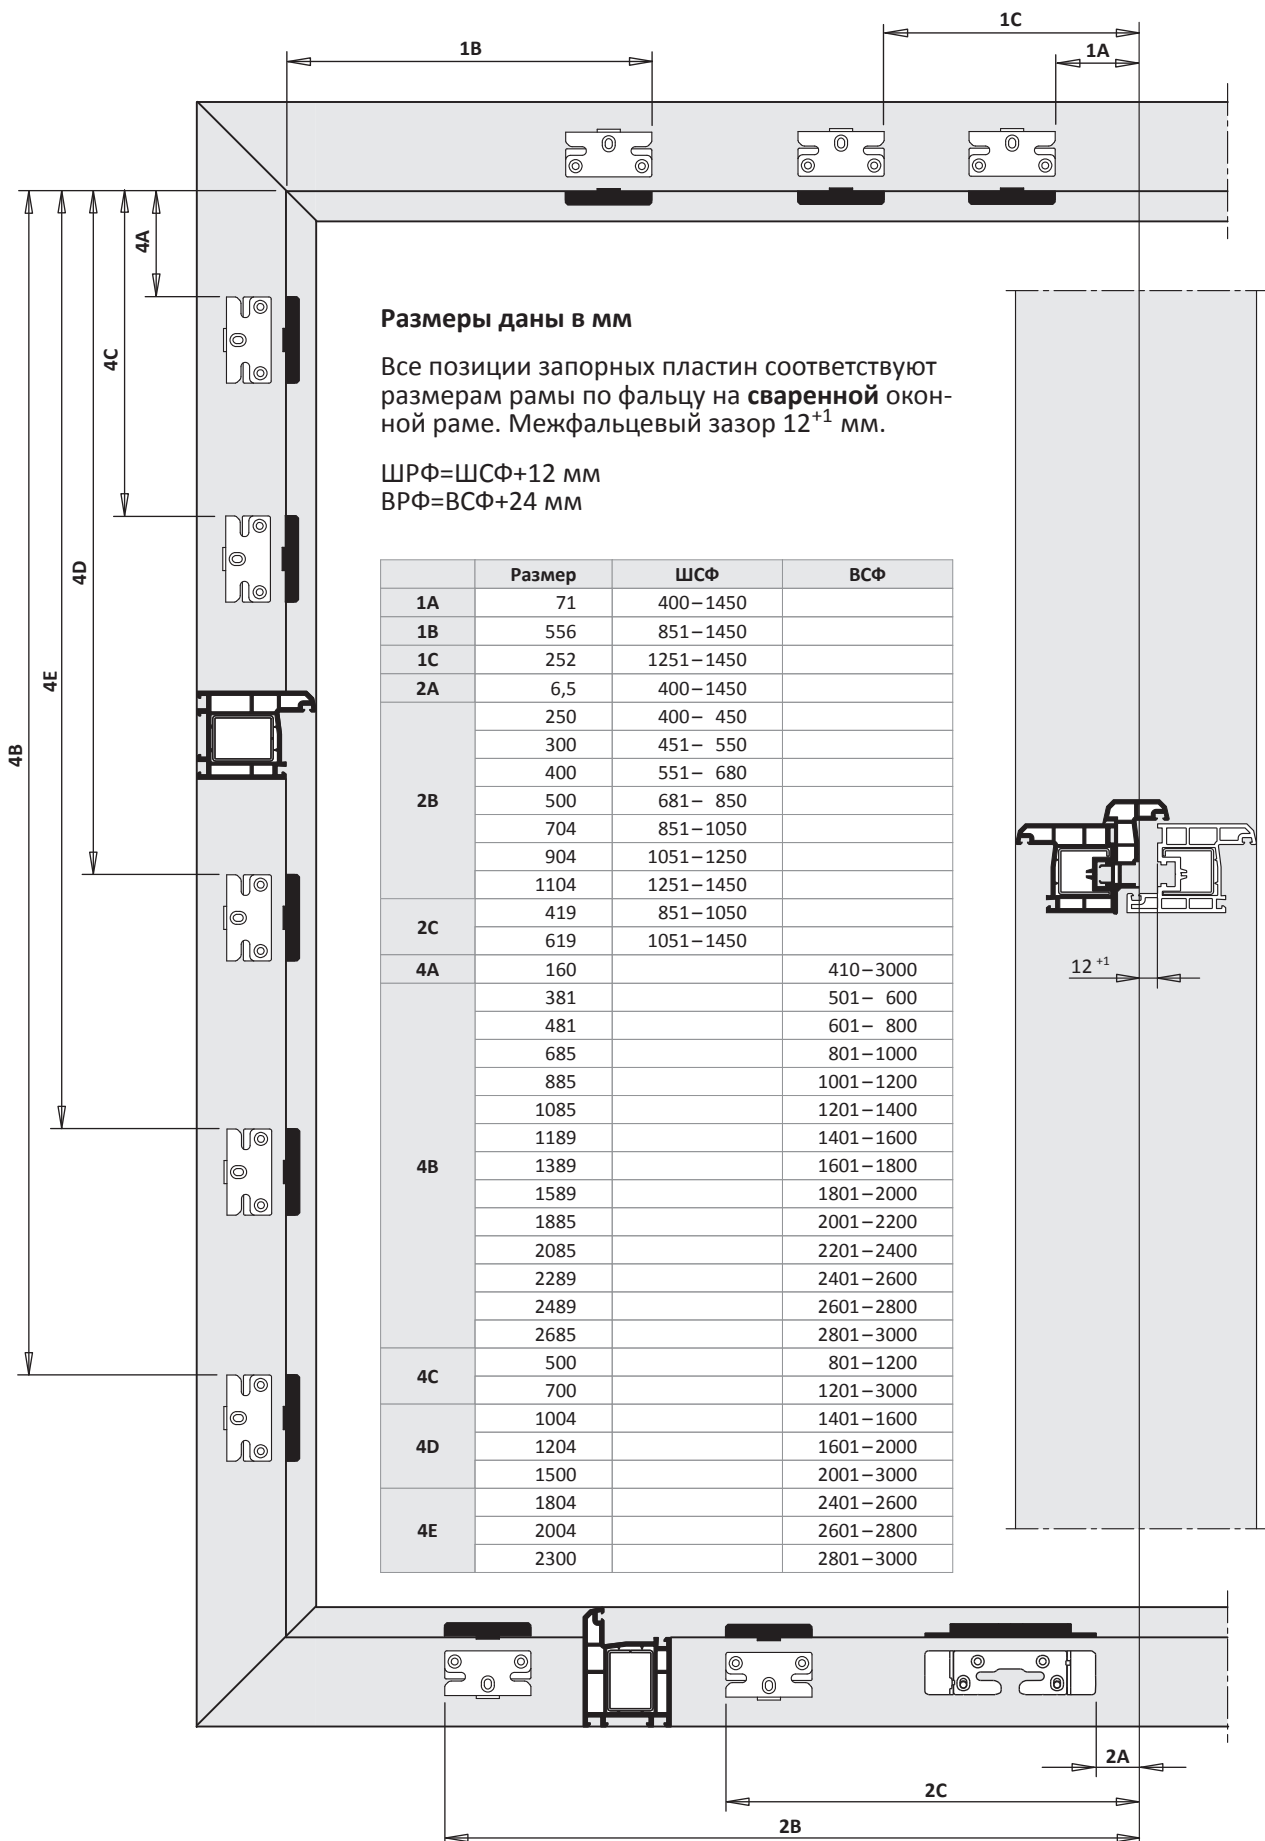 1C
1B
1A
4A
4C
4D
4E
4B
Размеры даны в мм
Все позиции запорных пластин соответствуют
размерам рамы по фальцу на сваренной окон-
ной раме. Межфальцевый зазор 12+1 мм.
ШРФ=ШСФ+12 мм
ВРФ=ВСФ+24 мм
Размер ШСФ ВСФ
1A 71 400–1450
1B 556 851–1450
1C 252 1251–1450
2A 6,5 400–1450
2B 250 400– 450
300 451– 550
400 551– 680
500 681– 850
704 851–1050
904 1051–1250
1104 1251–1450
2C 419 851–1050
619 1051–1450
4A 160 410–3000
4B 381 501– 600
481 601– 800
685 801–1000
885 1001–1200
1085 1201–1400
1189 1401–1600
1389 1601–1800
1589 1801–2000
1885 2001–2200
2085 2201–2400
2289 2401–2600
2489 2601–2800
2685 2801–3000
4C 500 801–1200
700 1201–3000
4D 1004 1401–1600
1204 1601–2000
1500 2001–3000
4E 1804 2401–2600
2004 2601–2800
2300 2801–3000
12 +1
2A
2C
2B